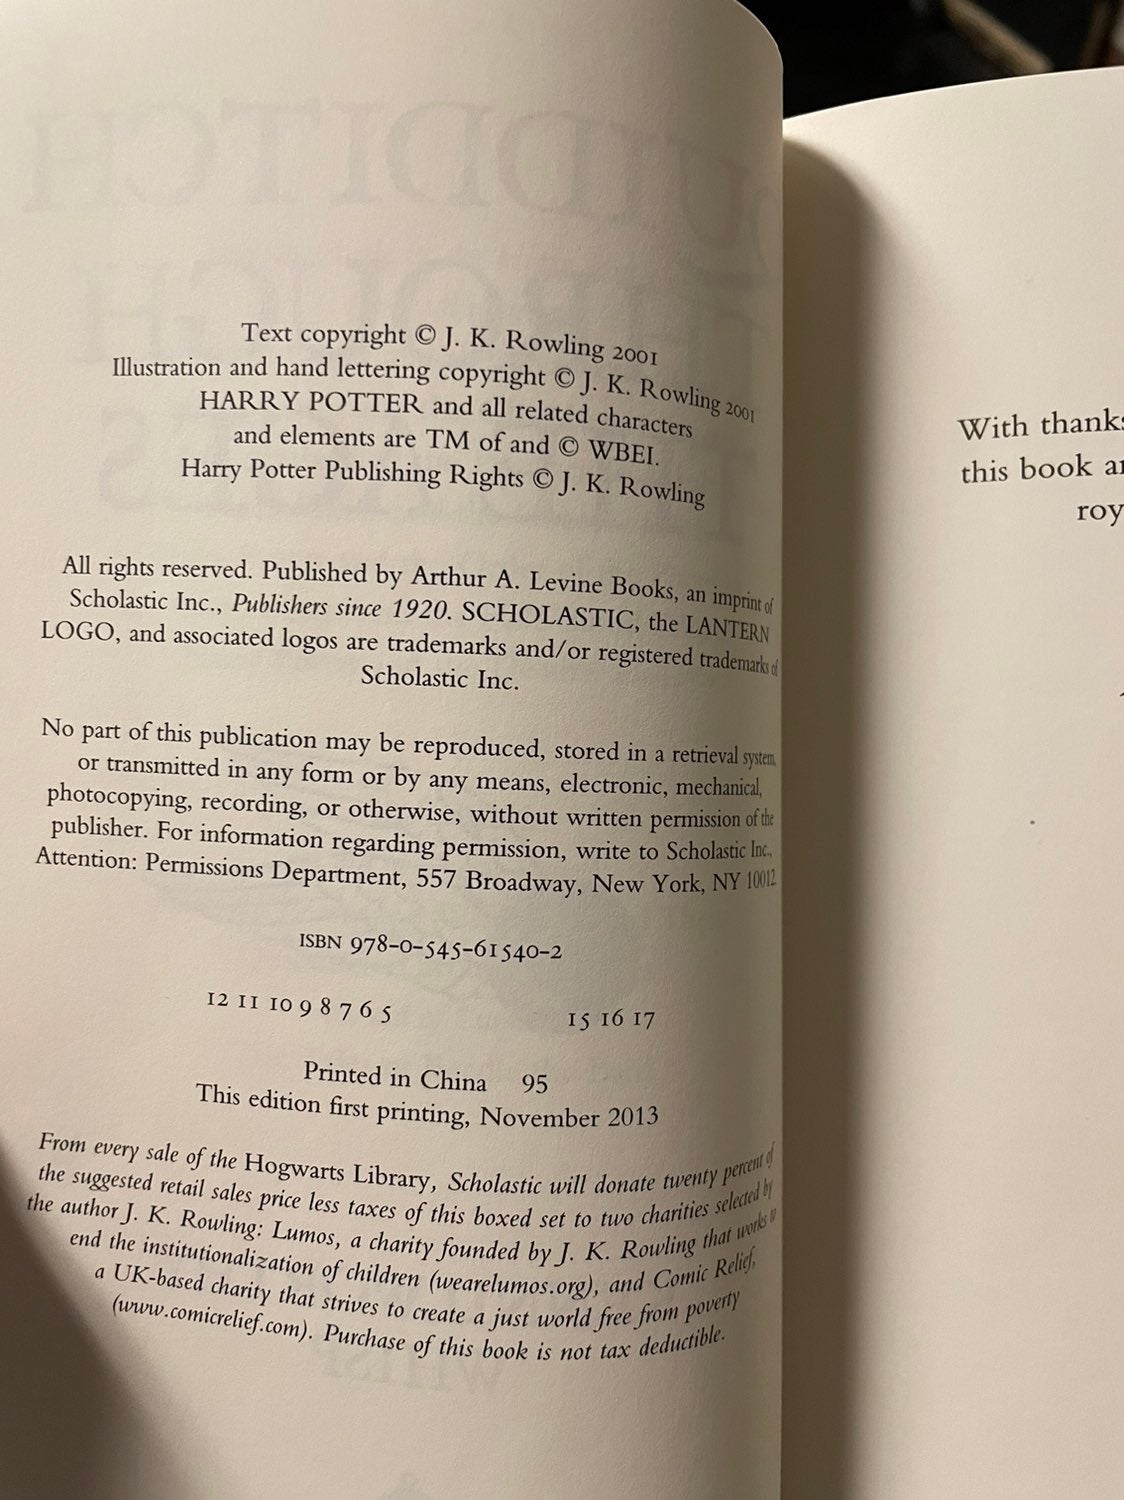 Text copyright © J. K. Rowling 2001
Illustration and hand lettering copyright © J. K. Rowling 2001
HARRY POTTER and all related characters
and elements are TM of and © WBEI.
Harry Potter Publishing Rights © J. K. Rowling
All rights reserved. Published by Arthur A. Levine Books, an imprint of
Scholastic Inc., Publishers since 1920. SCHOLASTIC, the LANTERN
LOGO, and associated logos are trademarks and/or registered trademarks of
Scholastic Inc.
No part of this publication may be reproduced, stored in a retrieval system,
or transmitted in any form or by any means, electronic, mechanical,
photocopying, recording, or otherwise, without written permission of the
publisher. For information regarding permission, write to Scholastic Inc.,
Attention: Permissions Department, 557 Broadway, New York, NY 10012
ISBN 978-0-545-61540-2
12 11 10 9 8 7 6 5 15 16 17
Printed in China 95
This edition first printing, November 2013
From every sale of the Hogwarts Library, Scholastic will donate twenty percent of
the suggested retail sales price less taxes of this boxed set to two charities selected by
the author J. K. Rowling: Lumos, a charity founded by J. K. Rowling that works to
end the institutionalization of children (wearelumos.org), and Comic Relief,
a UK-based charity that strives to create a just world free from poverty
(www.comicrelief.com). Purchase of this book is not tax deductible.
With thanks
this book
roy